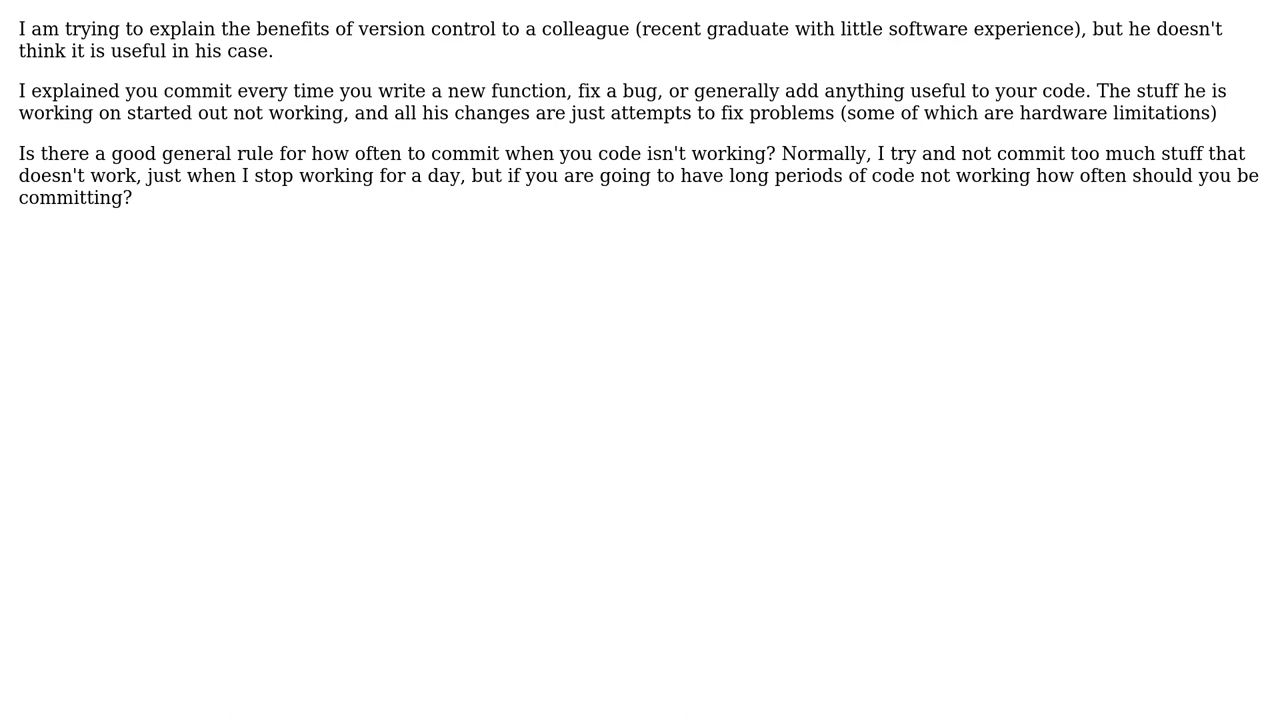 I am trying to explain the benefits of version control to a colleague (recent graduate with little software experience), but he doesn't
think it is useful in his case.
I explained you commit every time you write a new function, fix a bug, or generally add anything useful to your code. The stuff he is
working on started out not working, and all his changes are just attempts to fix problems (some of which are hardware limitations)
Is there a good general rule for how often to commit when you code isn't working? Normally, I try and not commit too much stuff that
doesn't work, just when I stop working for a day, but if you are going to have long periods of code not working how often should you be
committing?